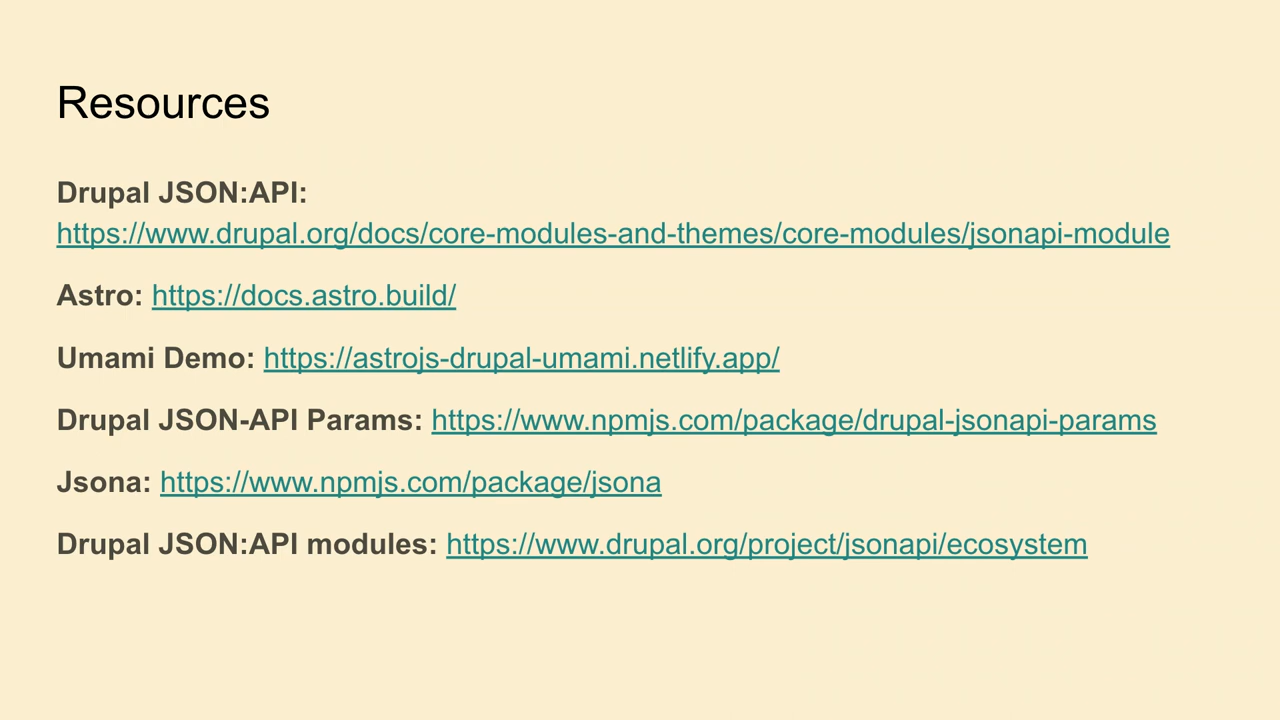 Resources
Drupal JSON:API:
https://www.drupal.org/docs/core-modules-and-themes/core-modules/jsonapi-module
Astro: https://docs.astro.build/
Umami Demo: https://astrojs-drupal-umami.netlify.app/
Drupal JSON-API Params: https://www.npmjs.com/package/drupal-jsonapi-params
Jsona: https://www.npmjs.com/package/jsona
Drupal JSON:API modules: https://www.drupal.org/project/jsonapi/ecosystem